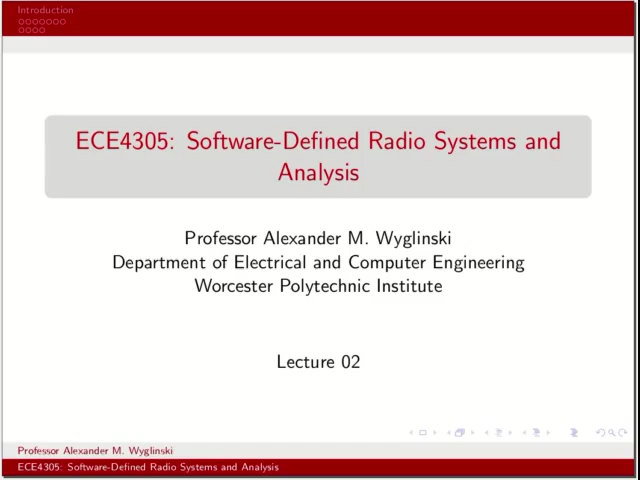 Introduction
ECE4305: Software-Defined Radio Systems and
Analysis
Professor Alexander M. Wyglinski
Department of Electrical and Computer Engineering
Worcester Polytechnic Institute
Lecture 02
Professor Alexander M. Wyglinski
ECE4305: Software-Defined Radio Systems and Analysis